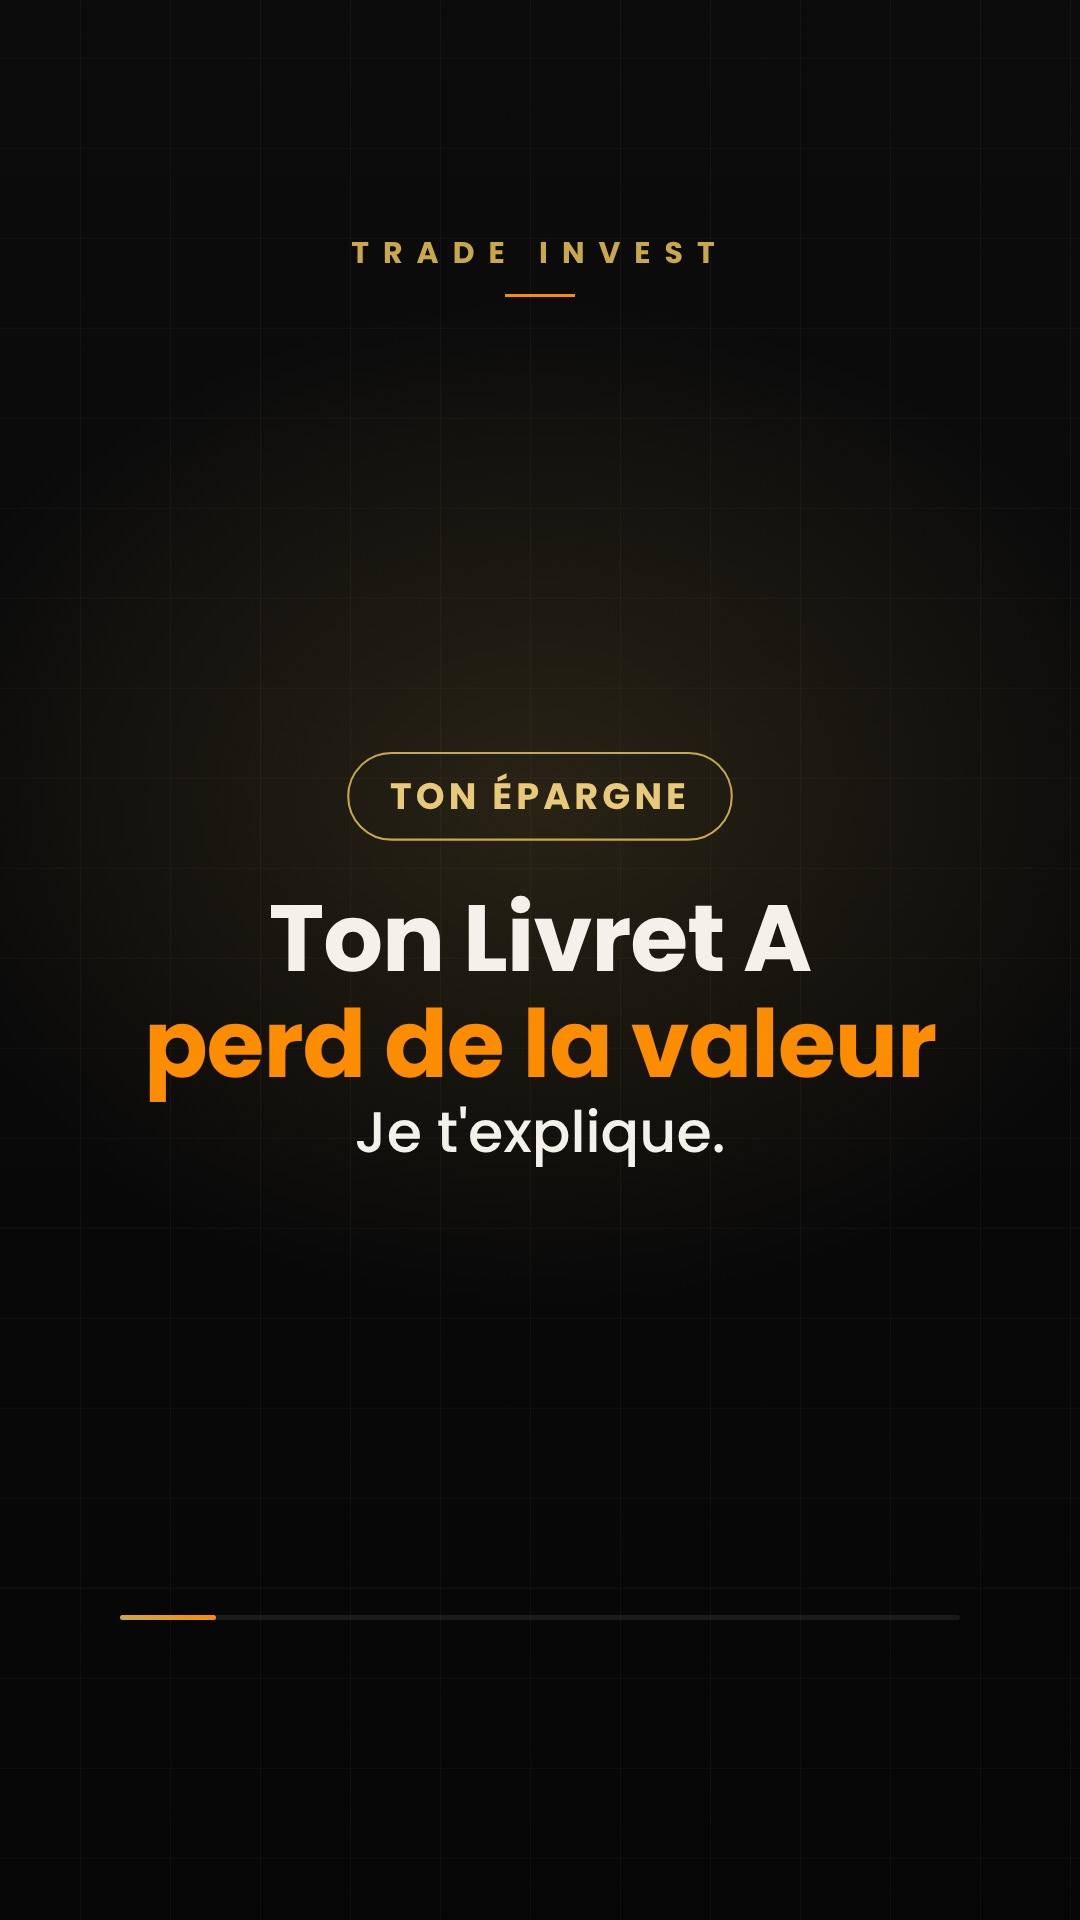 TRADE INVEST
TON ÉPARGNE
Ton Livret A
perd de la valeur
Je t'explique.